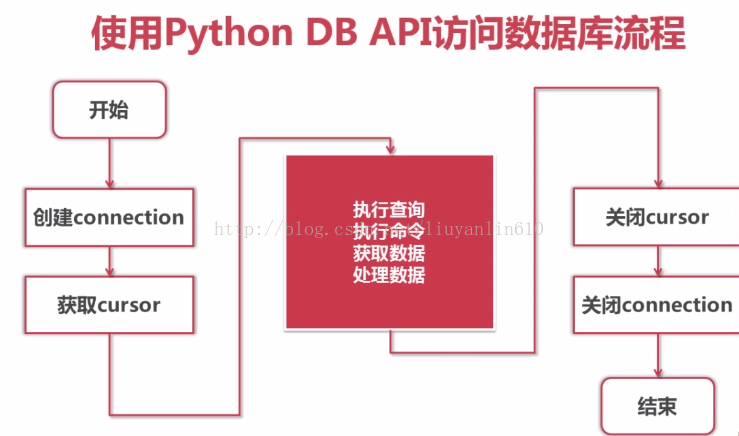 使用Python DB API访问数据库流程
开始
创建connection
获取cursor
执行查询
执行命令
获取数据
处理数据
关闭cursor
关闭connection
结束